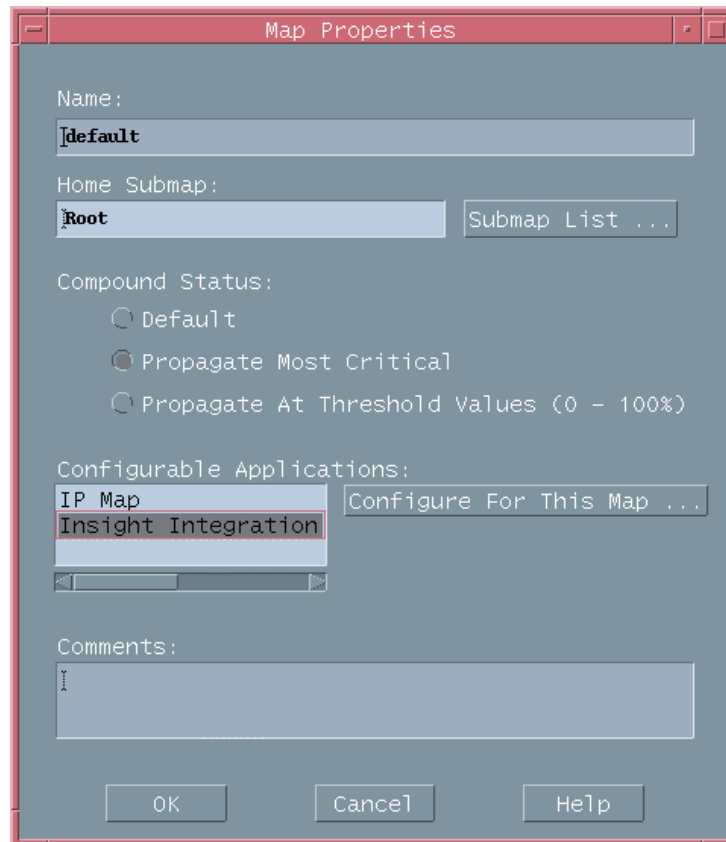 Map Properties
Name:
default
Home Submap:
Root
Submap List ...
Compound Status:
Default
Propagate Most Critical
Propagate At Threshold Values (0 - 100%)
Configurable Applications:
IP Map
Configure For This Map ...
Insight Integration
Comments:
OK Cancel Help